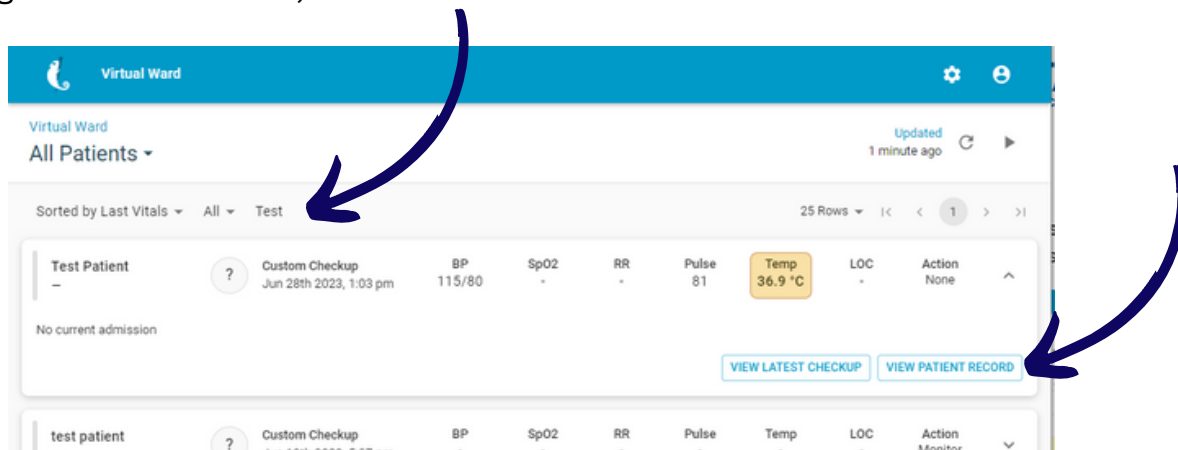 Virtual Ward
Virtual Ward
All Patients
Updated
1 minute ago
Sorted by Last Vitals All Test 25 Rows 1
Test Patient ? Custom Checkup BP SpO2 RR Pulse Temp LOC Action
– Jun 28th 2023, 1:03 pm 115/80 - - 81 36.9 °C - None
No current admission
VIEW LATEST CHECKUP VIEW PATIENT RECORD
test patient ? Custom Checkup BP SpO2 RR Pulse Temp LOC Action
Monitor